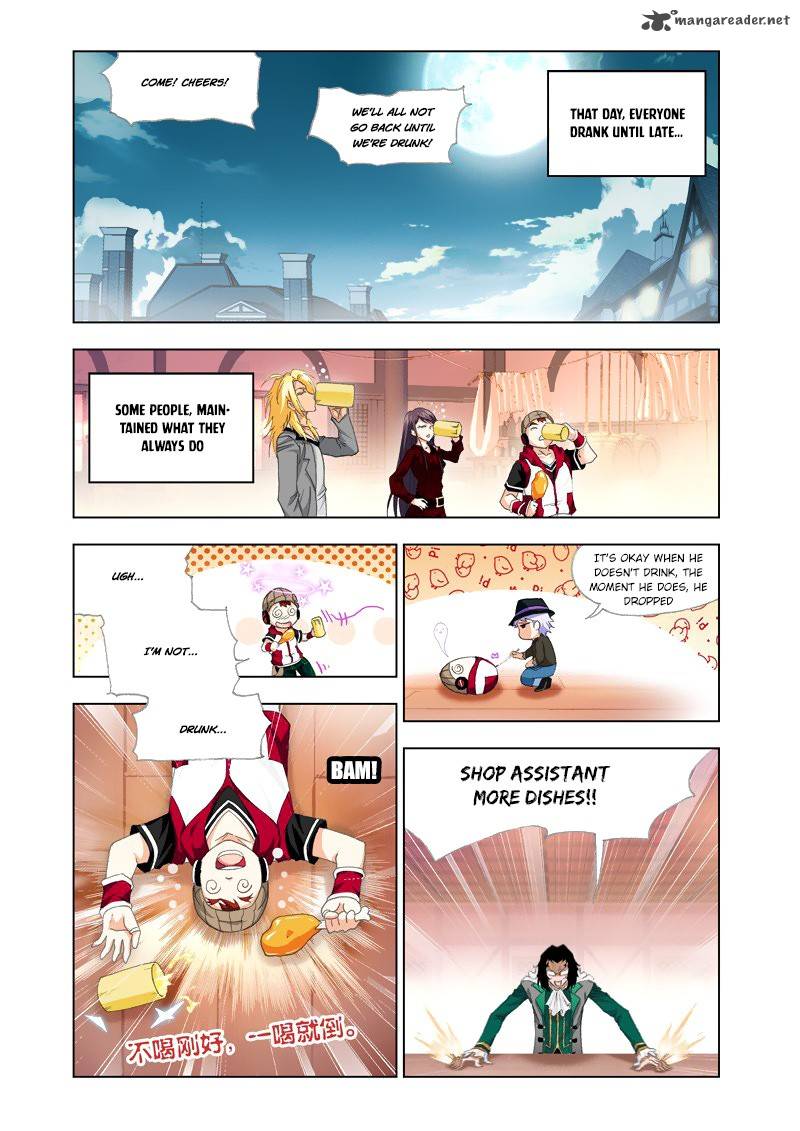 mangareader.net
COME! CHEERS!
WE'LL ALL NOT
GO BACK UNTIL
WE'RE DRUNK!
THAT DAY, EVERYONE
DRANK UNTIL LATE...
SOME PEOPLE, MAIN-
TAINED WHAT THEY
ALWAYS DO
UGH...
I'M NOT...
DRUNK...
IT'S OKAY WHEN HE
DOESN'T DRINK, THE
MOMENT HE DOES, HE
DROPPED
BAM!
不喝刚好，一喝就倒。
SHOP ASSISTANT
MORE DISHES!!